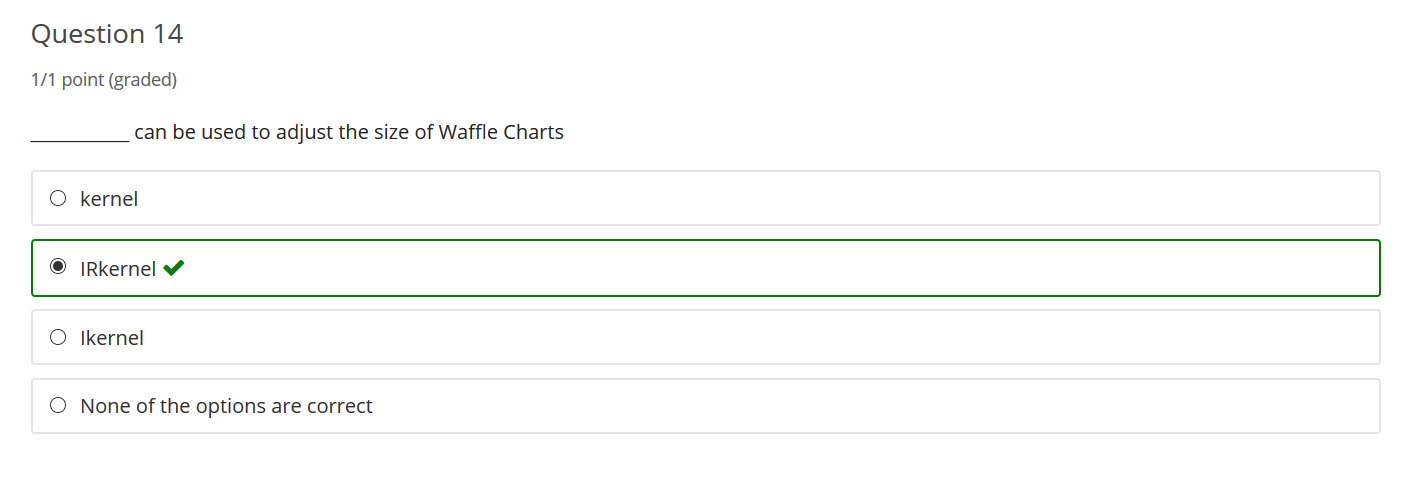 Question 14
1/1 point (graded)
__________ can be used to adjust the size of Waffle Charts
kernel
IRkernel
Ikernel
None of the options are correct